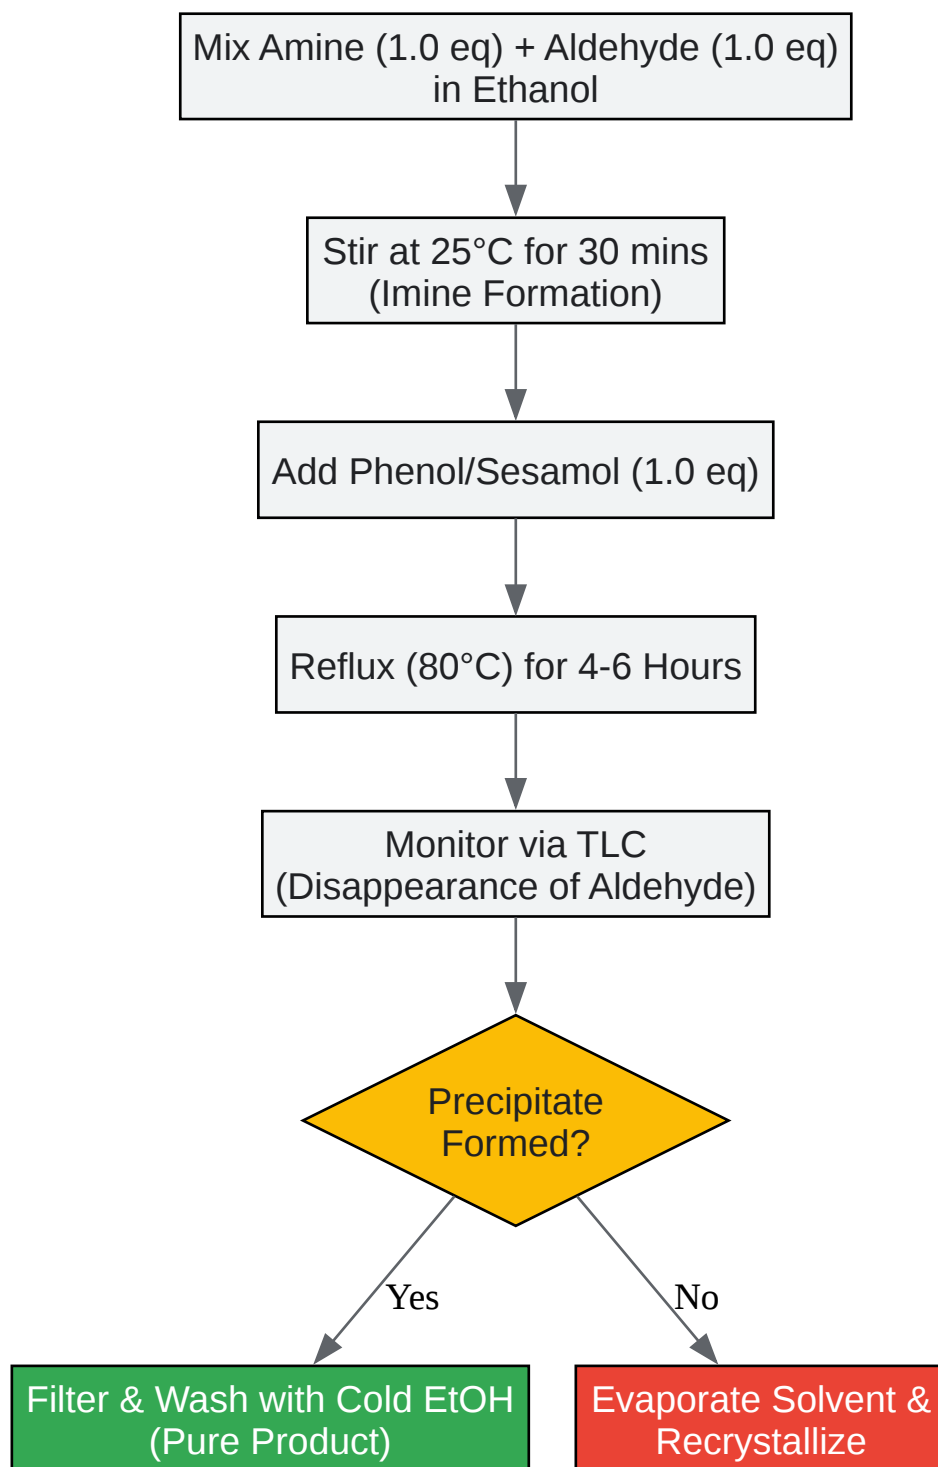 Mix Amine (1.0 eq) + Aldehyde (1.0 eq)
in Ethanol
Stir at 25°C for 30 mins
(Imine Formation)
Add Phenol/Sesamol (1.0 eq)
Reflux (80°C) for 4-6 Hours
Monitor via TLC
(Disappearance of Aldehyde)
Precipitate
Formed?
Yes
No
Filter & Wash with Cold EtOH
(Pure Product)
Evaporate Solvent &
Recrystallize